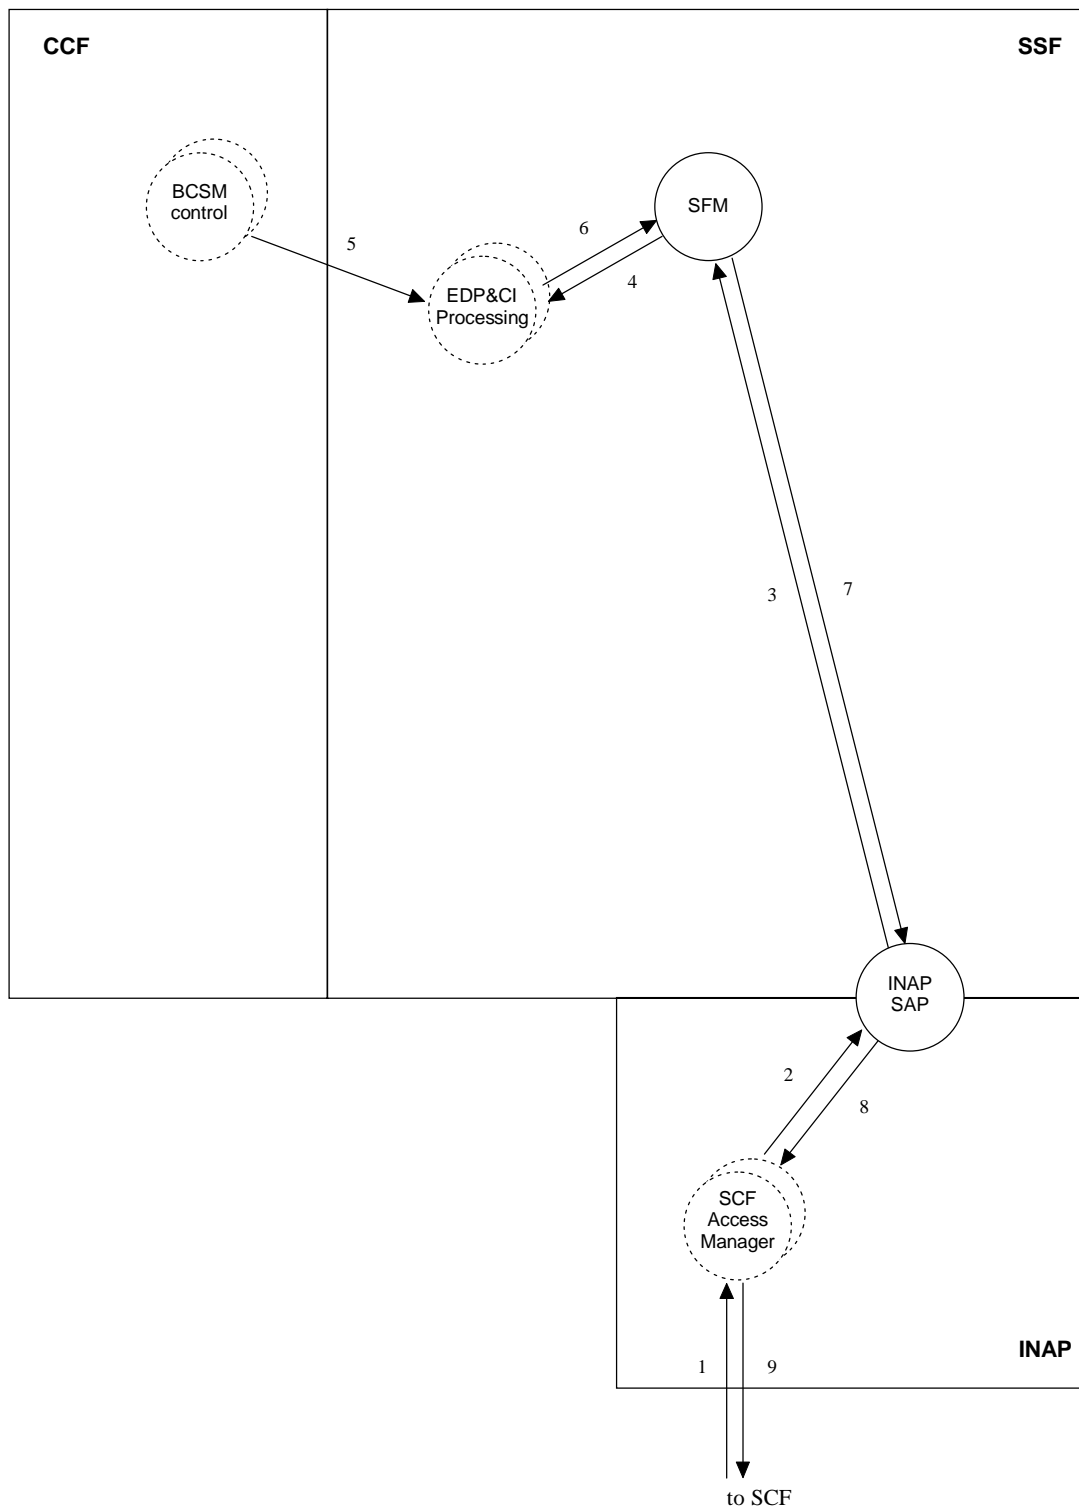 CCF
SSF
BCSM
control
SFM
5
6
4
EDP&CI
Processing
3
7
INAP
SAP
2
8
SCF
Access
Manager
INAP
1
9
to SCF